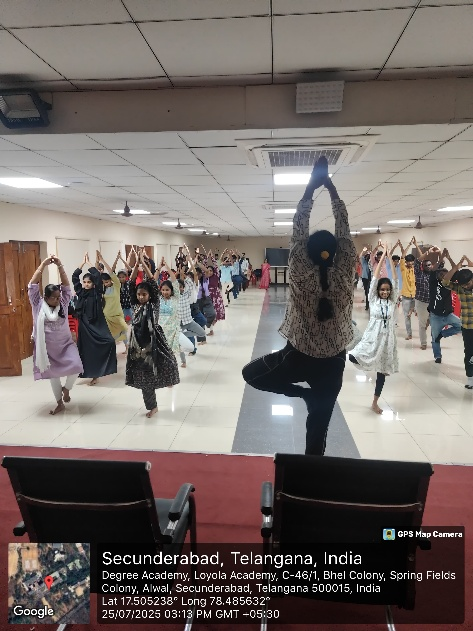 GPS Map Camera
Secunderabad, Telangana, India
Degree Academy, Loyola Academy, C-46/1, Bhel Colony, Spring Fields
Colony, Alwal, Secunderabad, Telangana 500015, India
Lat 17.505238° Long 78.485632°
25/07/2025 03:13 PM GMT +05:30
Google